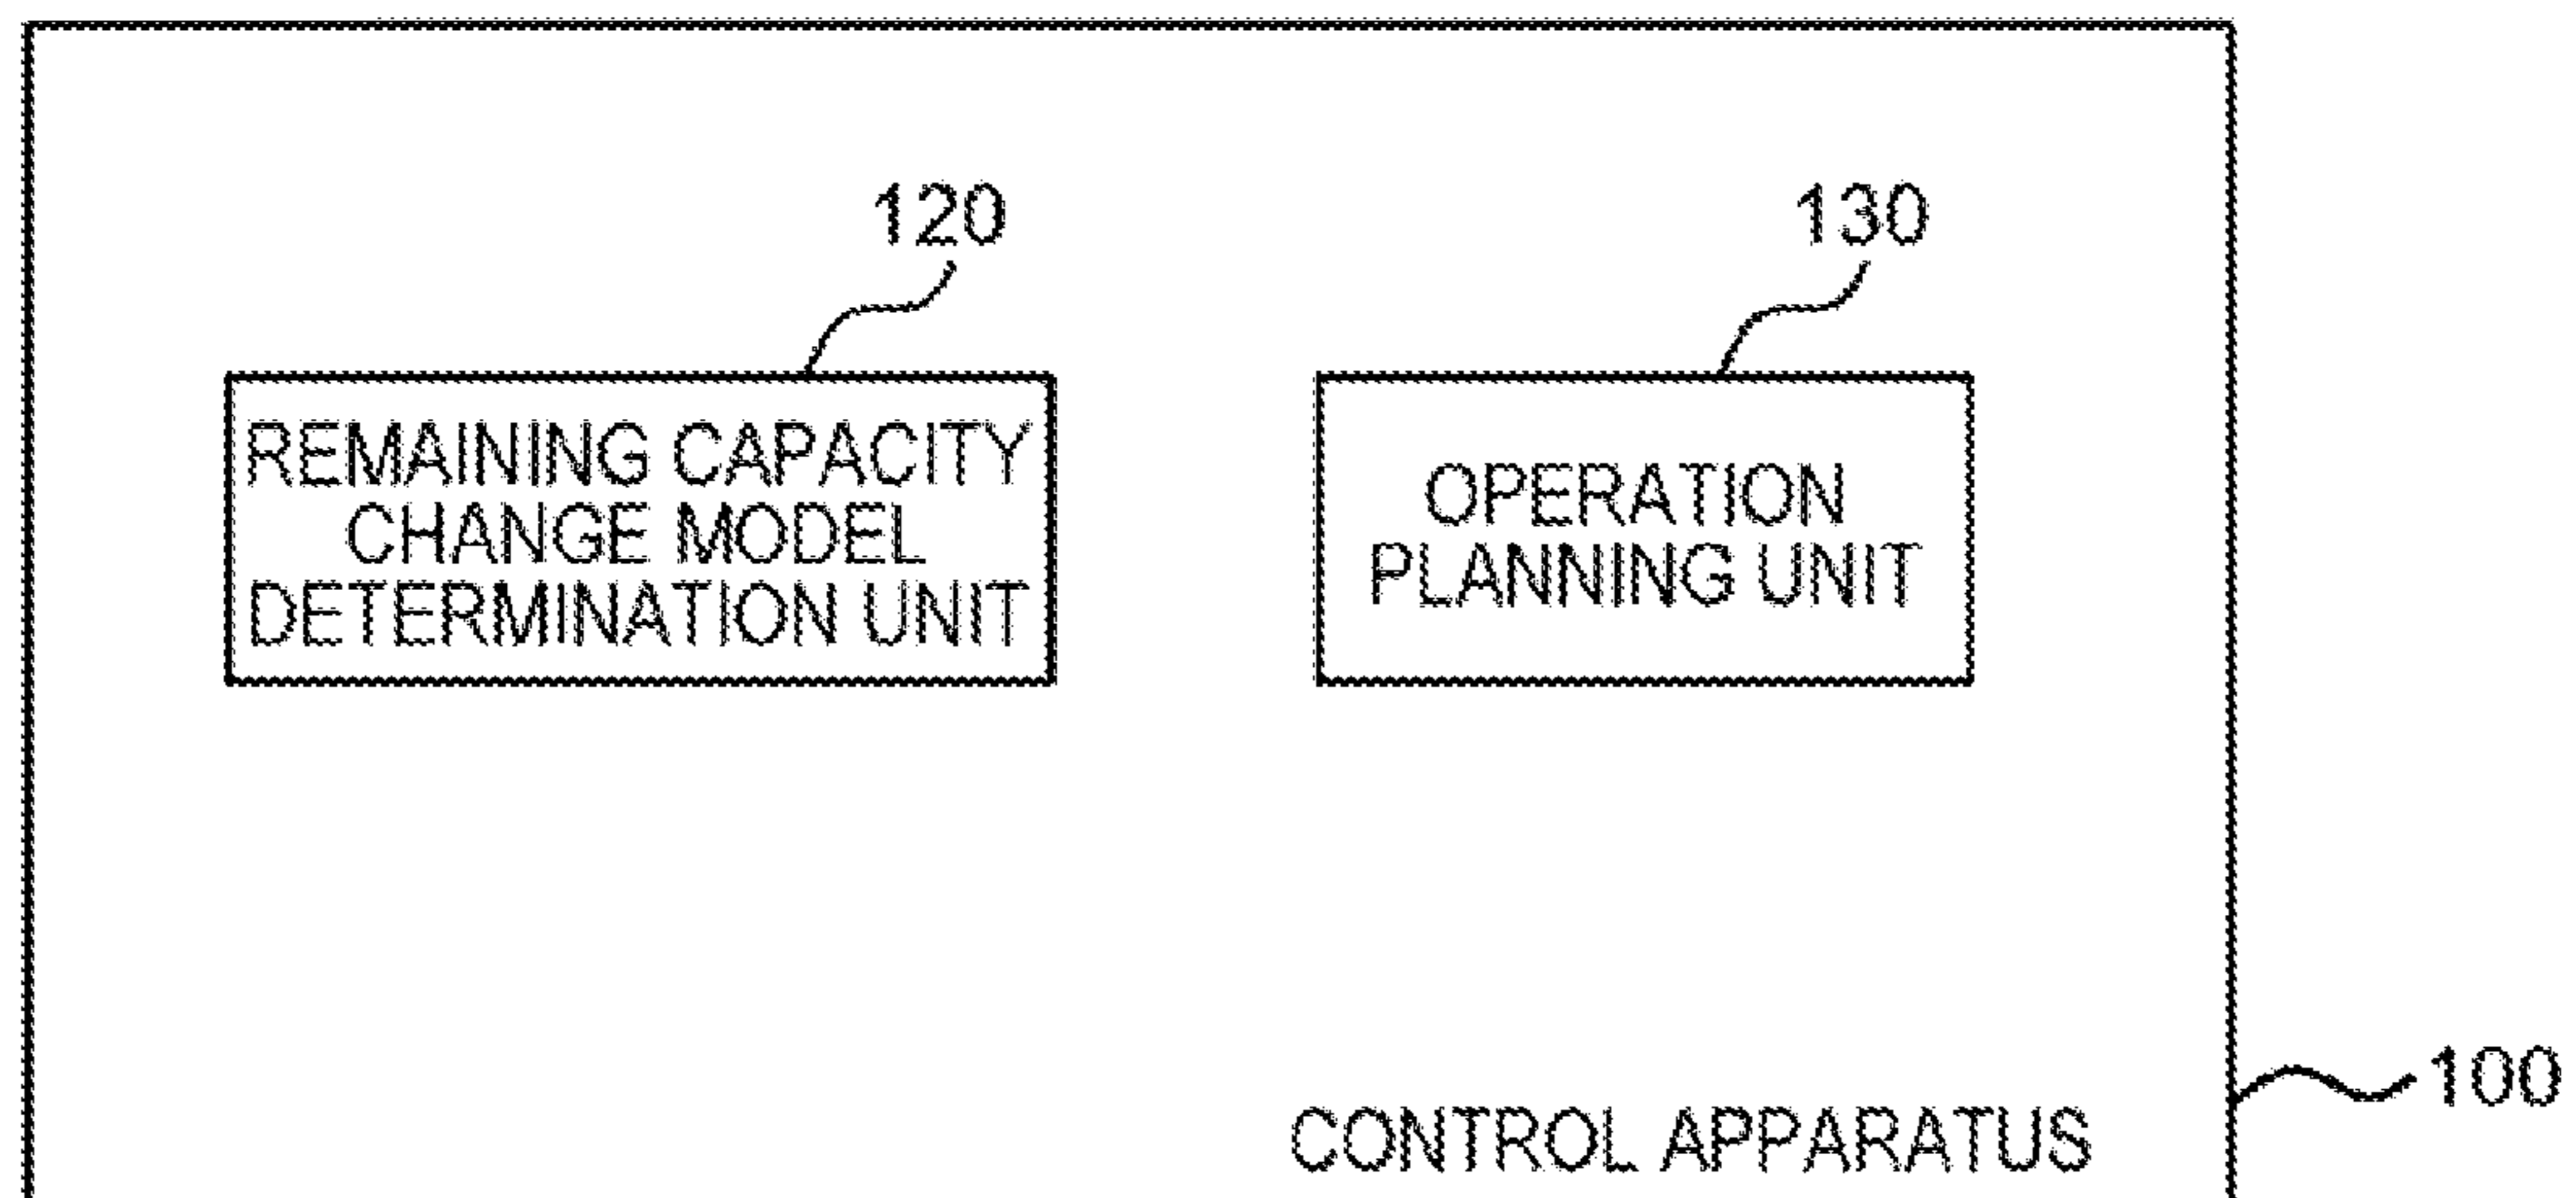 120
130
REMAINING CAPACITY
CHANGE MODEL
DETERMINATION UNIT
OPERATION
PLANNING UNIT
100
CONTROL APPARATUS